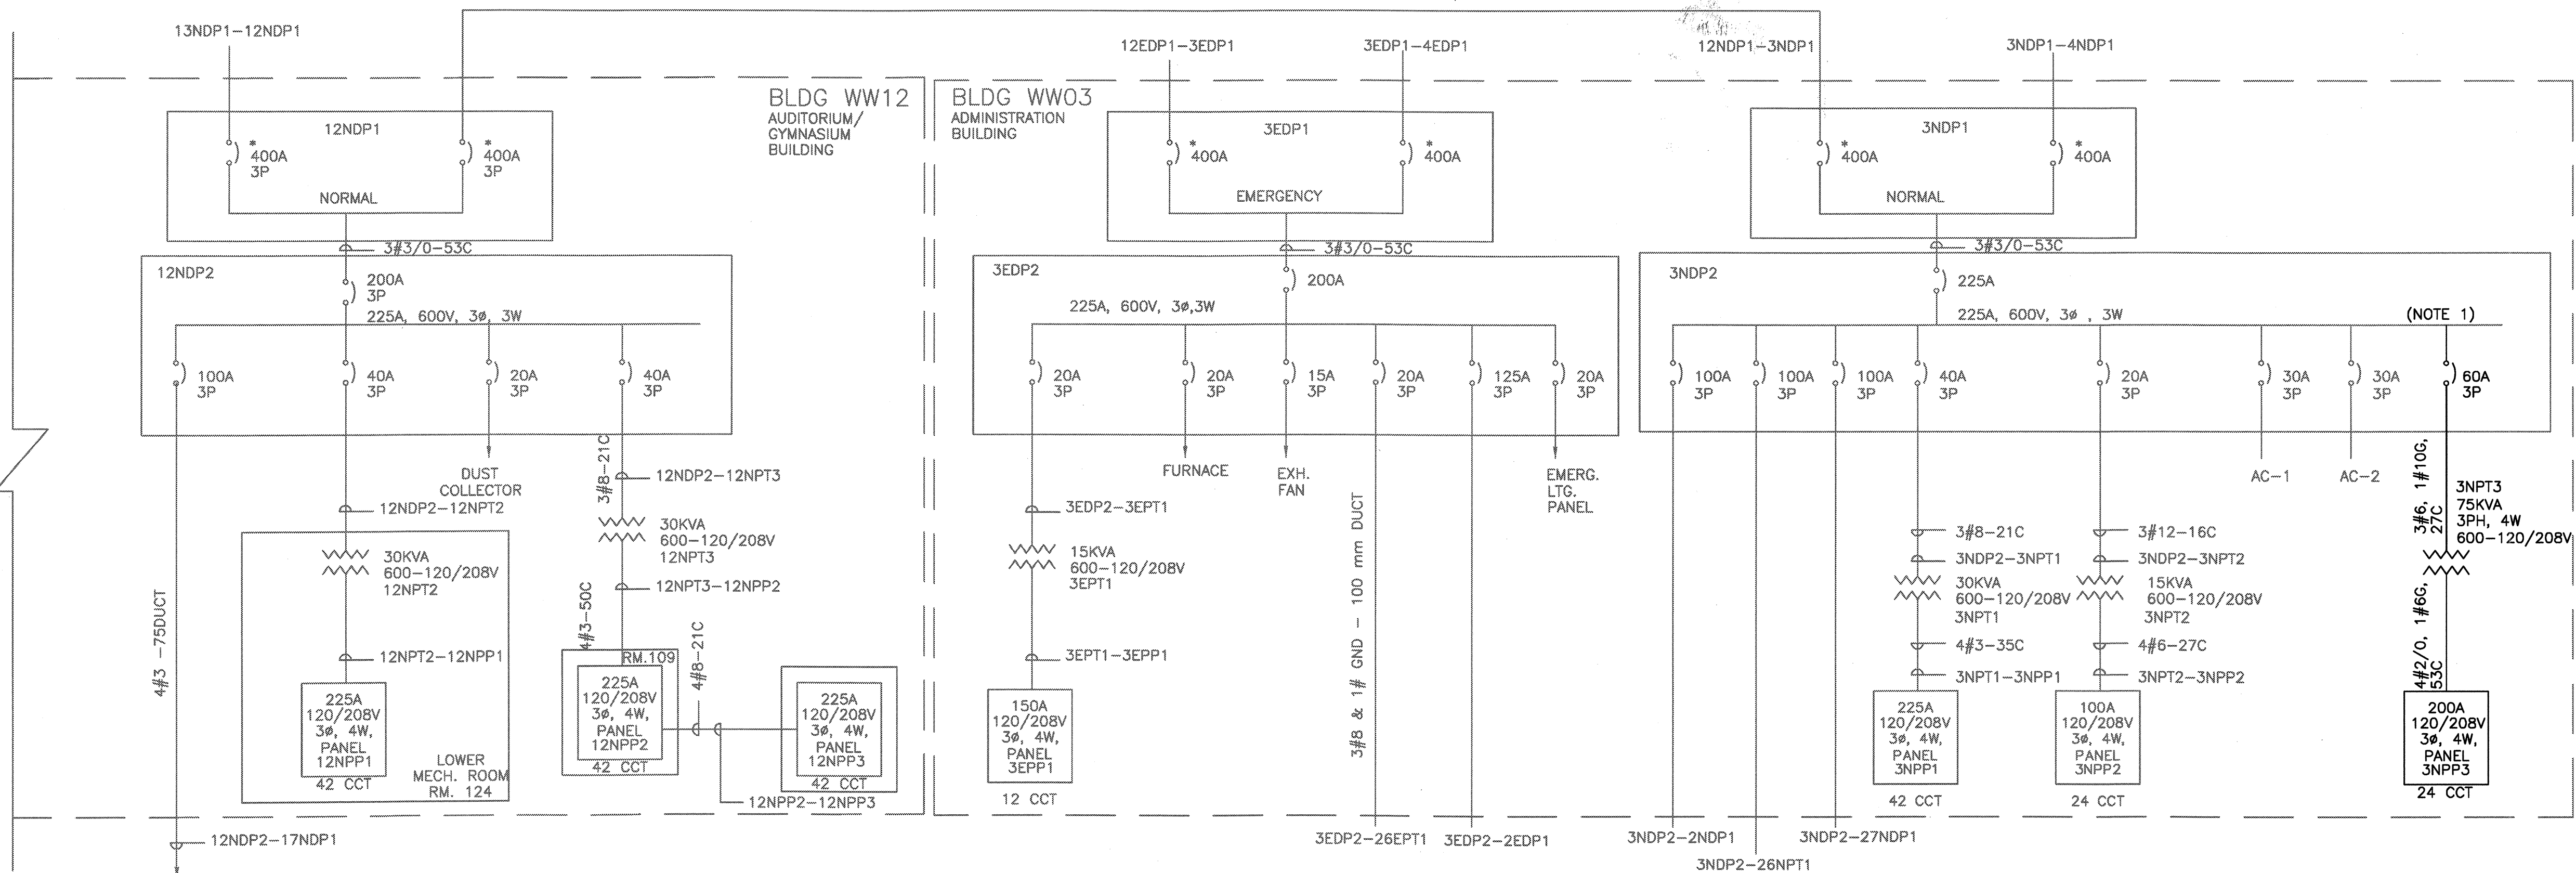 13NDP1-12NDP1
12EDP1-3EDP1
3EDP1-4EDP1
12NDP1-3NDP1
3NDP1-4NDP1
BLDG WW12
AUDITORIUM/
GYMNASIUM
BUILDING
BLDG WW03
ADMINISTRATION
BUILDING
12NDP1
*
400A
3P
*
400A
3P
NORMAL
3#3/0-53C
12NDP2
200A
3P
225A, 600V, 3ø, 3W
100A
3P
40A
3P
20A
3P
40A
3P
DUST
COLLECTOR
12NDP2-12NPT2
3#8-21C
12NDP2-12NPT3
30KVA
600-120/208V
12NPT2
30KVA
600-120/208V
12NPT3
12NPT3-12NPP2
4#3-50C
4#8-21C
4#3 -75DUCT
12NPT2-12NPP1
225A
120/208V
3ø, 4W,
PANEL
12NPP1
42 CCT
LOWER
MECH. ROOM
RM. 124
RM.109
225A
120/208V
3ø, 4W,
PANEL
12NPP2
42 CCT
225A
120/208V
3ø, 4W,
PANEL
12NPP3
42 CCT
12NPP2-12NPP3
12NDP2-17NDP1
3EDP1
*
400A
*
400A
EMERGENCY
3#3/0-53C
3EDP2
200A
225A, 600V, 3ø,3W
20A
3P
20A
3P
15A
3P
20A
3P
125A
3P
20A
3P
FURNACE
EXH.
FAN
EMERG.
LTG.
PANEL
3EDP2-3EPT1
15KVA
600-120/208V
3EPT1
3EPT1-3EPP1
150A
120/208V
3ø, 4W,
PANEL
3EPP1
12 CCT
3#8 & 1# GND - 100 mm DUCT
3EDP2-26EPT1
3EDP2-2EDP1
3NDP1
*
400A
*
400A
NORMAL
3#3/0-53C
3NDP2
225A
225A, 600V, 3ø , 3W
(NOTE 1)
100A
3P
100A
3P
100A
3P
40A
3P
20A
3P
30A
3P
30A
3P
60A
3P
AC-1
AC-2
3#8-21C
3NDP2-3NPT1
30KVA
600-120/208V
3NPT1
4#3-35C
3NPT1-3NPP1
225A
120/208V
3ø, 4W,
PANEL
3NPP1
42 CCT
3#12-16C
3NDP2-3NPT2
15KVA
600-120/208V
3NPT2
4#6-27C
3NPT2-3NPP2
100A
120/208V
3ø, 4W,
PANEL
3NPP2
24 CCT
3#6, 1#10G,
27C
3NPT3
75KVA
3PH, 4W
600-120/208V
4#2/0, 1#6G,
53C
200A
120/208V
3ø, 4W,
PANEL
3NPP3
24 CCT
3NDP2-2NDP1
3NDP2-26NPT1
3NDP2-27NDP1